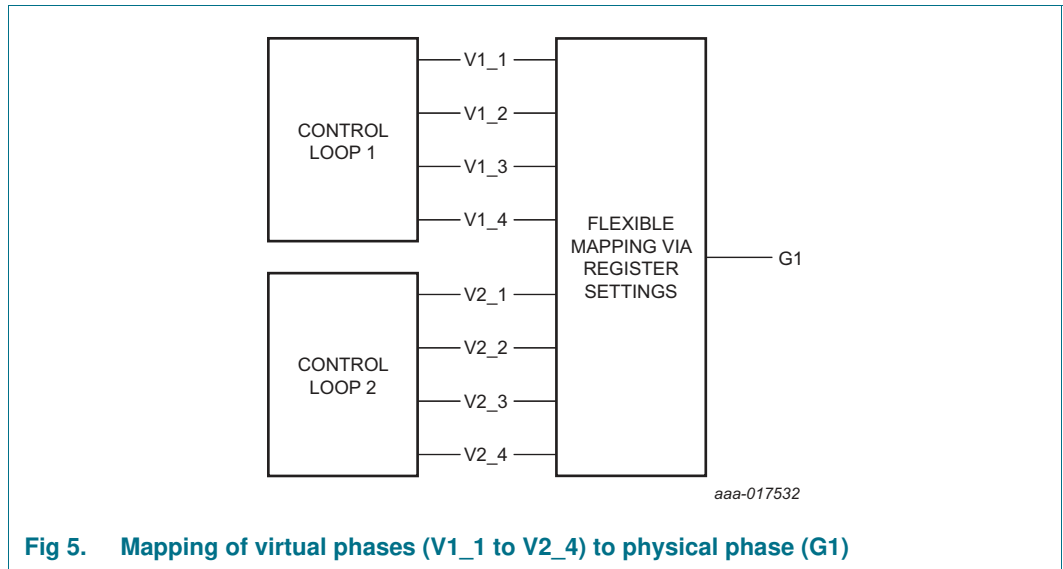 CONTROL
LOOP 1
V1_1
V1_2
V1_3
V1_4
CONTROL
LOOP 2
V2_1
V2_2
V2_3
V2_4
FLEXIBLE
MAPPING VIA
REGISTER
SETTINGS
G1
aaa-017532
Fig 5. Mapping of virtual phases (V1_1 to V2_4) to physical phase (G1)